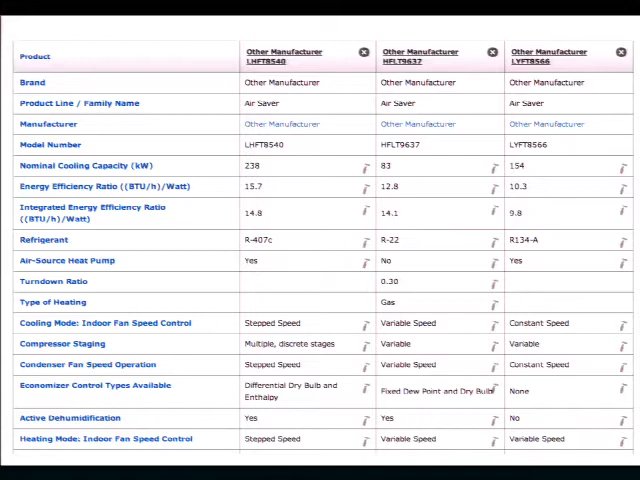 Product Other Manufacturer LHFT8540 Other Manufacturer HFLT9637 Other Manufacturer LYFT8566
Brand Other Manufacturer Other Manufacturer Other Manufacturer
Product Line / Family Name Air Saver Air Saver Air Saver
Manufacturer Other Manufacturer Other Manufacturer Other Manufacturer
Model Number LHFT8540 HFLT9637 LYFT8566
Nominal Cooling Capacity (kW) 238 83 154
Energy Efficiency Ratio ((BTU/h)/Watt) 15.7 12.8 10.3
Integrated Energy Efficiency Ratio
((BTU/h)/Watt) 14.8 14.1 9.8
Refrigerant R-407c R-22 R134-A
Air-Source Heat Pump Yes No Yes
Turndown Ratio 0.30
Type of Heating Gas
Cooling Mode: Indoor Fan Speed Control Stepped Speed Variable Speed Constant Speed
Compressor Staging Multiple, discrete stages Variable Variable
Condenser Fan Speed Operation Stepped Speed Variable Speed Constant Speed
Economizer Control Types Available Differential Dry Bulb and Enthalpy Fixed Dew Point and Dry Bulb None
Active Dehumidification Yes Yes No
Heating Mode: Indoor Fan Speed Control Stepped Speed Variable Speed Variable Speed